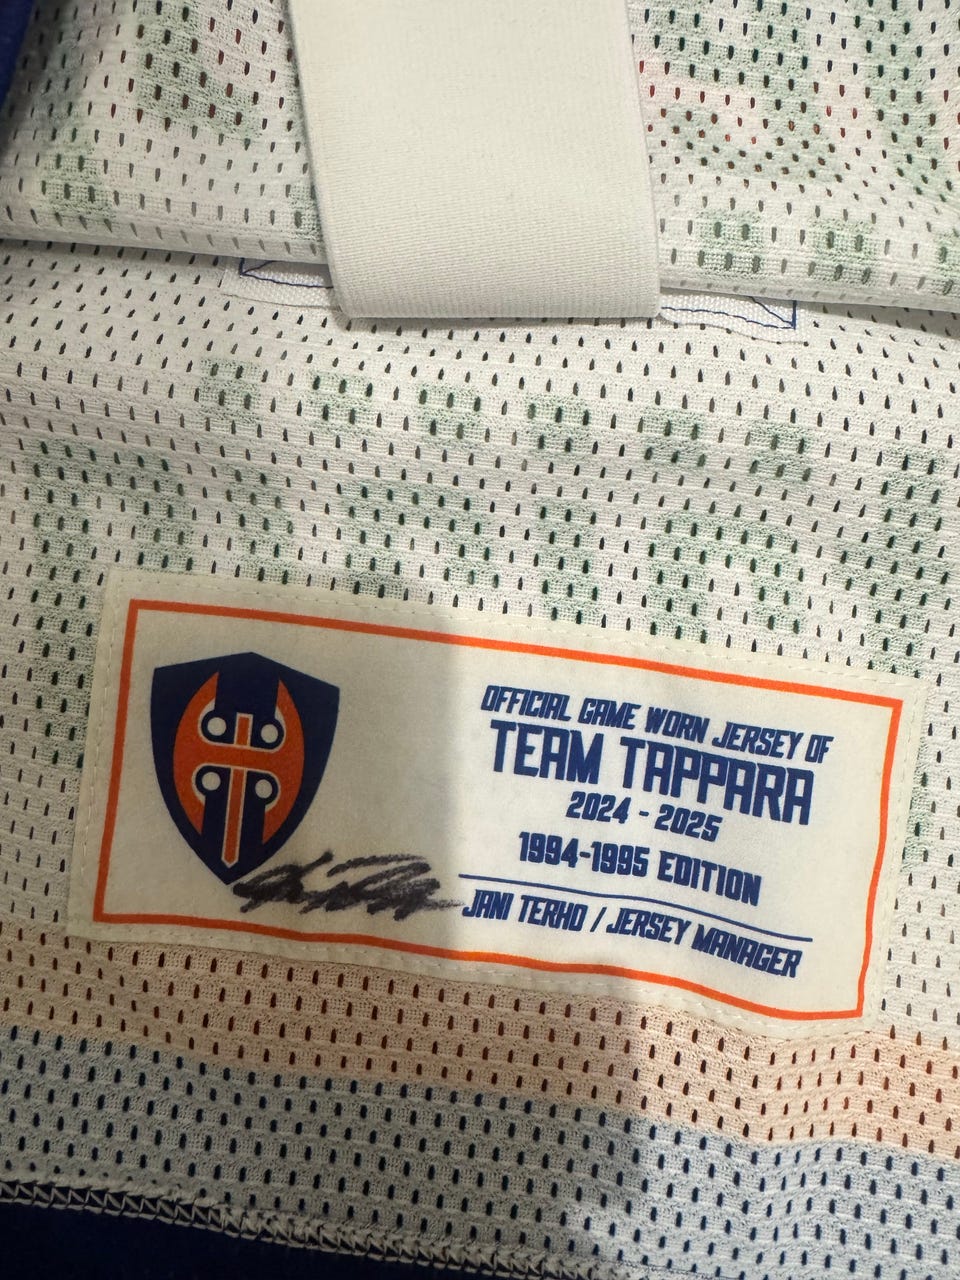 OFFICIAL GAME WORN JERSEY OF
TEAM TAPPARA
2024 - 2025
1994-1995 EDITION
JANI TERHO / JERSEY MANAGER